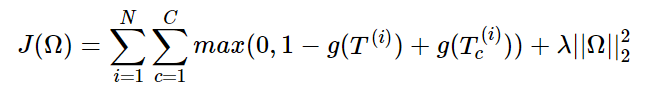 J(Ω) = ∑_{i=1}^{N} ∑_{c=1}^{C} max(0, 1 − g(T^{(i)}) + g(T_c^{(i)})) + λ||Ω||_2^2